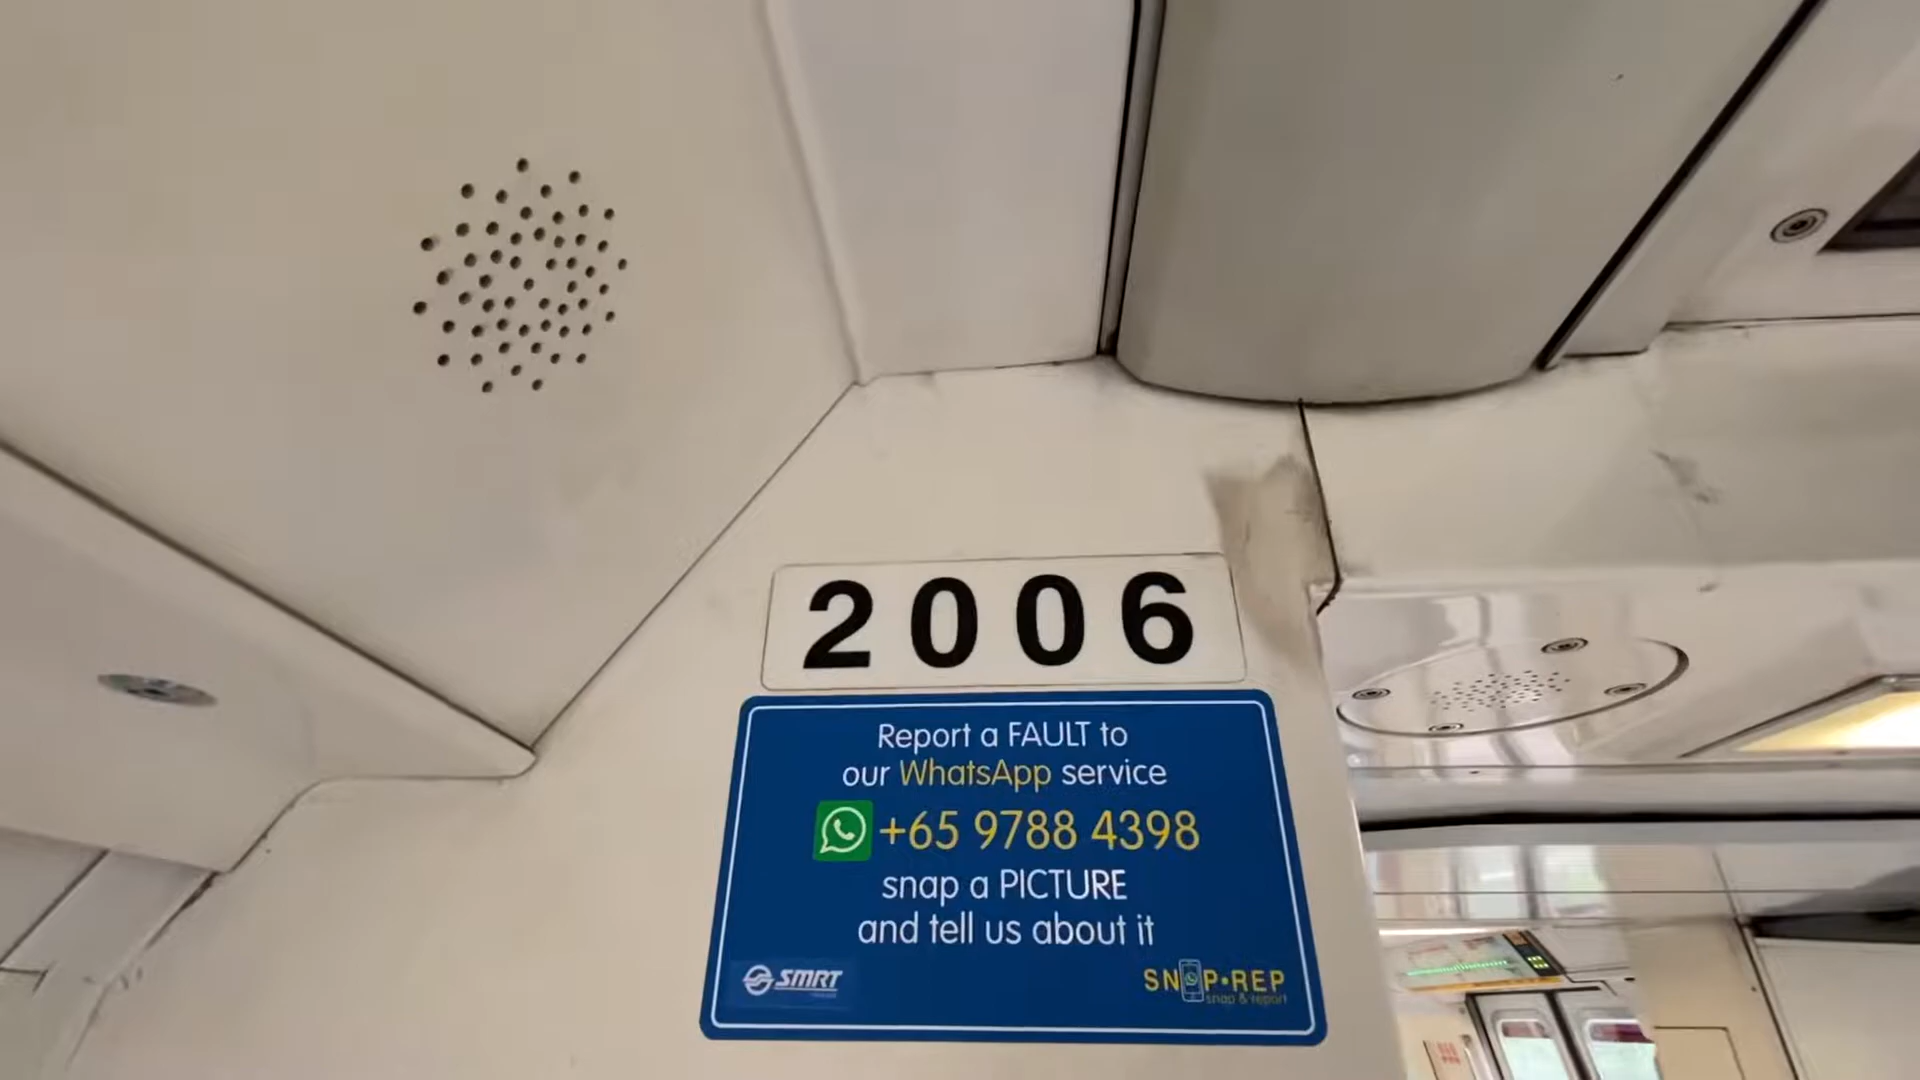 2006
Report a FAULT to
our WhatsApp service
+65 9788 4398
snap a PICTURE
and tell us about it
SMRT
SNAP•REP
snap & report